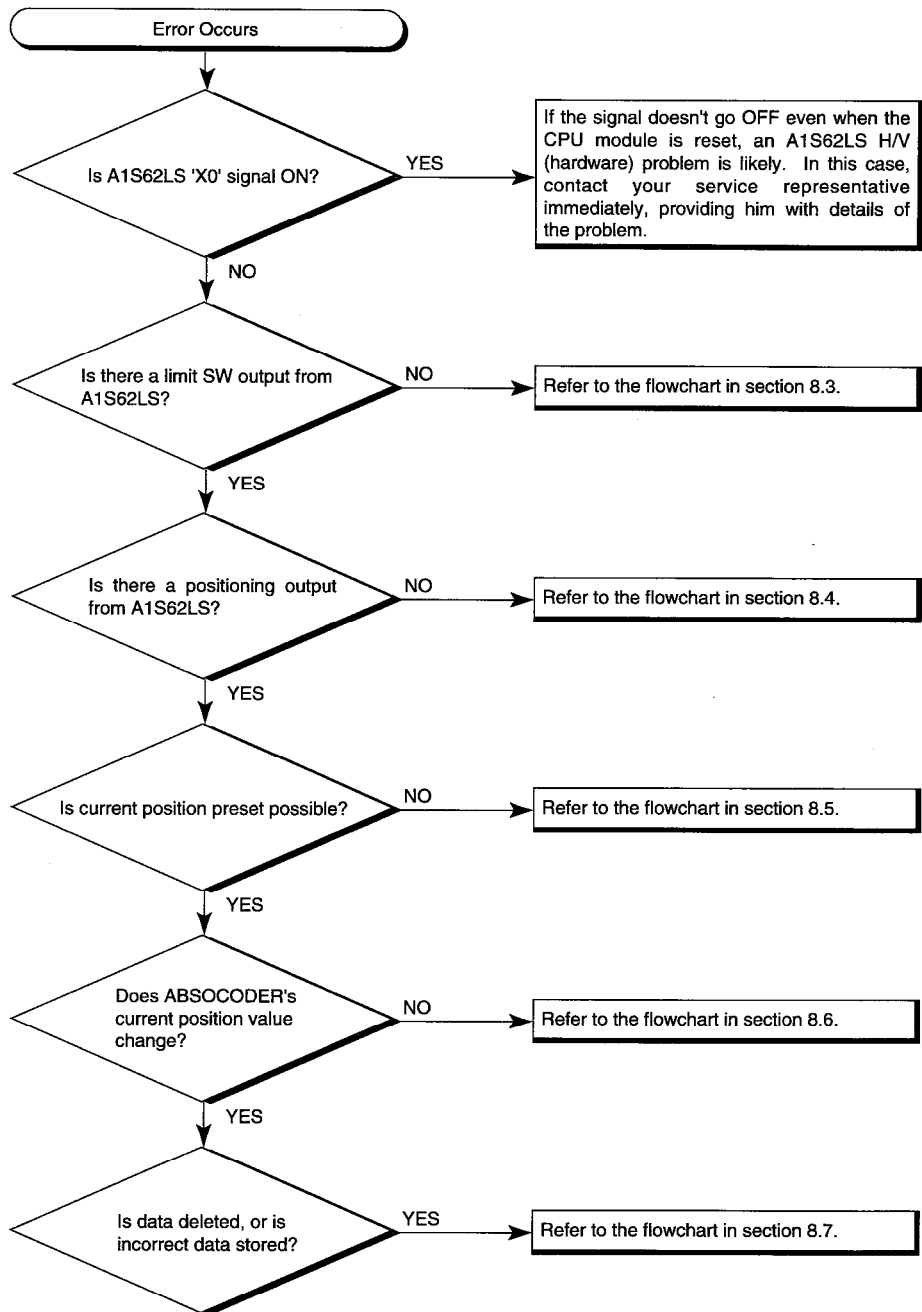 Error Occurs
Is A1S62LS 'X0' signal ON?
YES
If the signal doesn't go OFF even when the
CPU module is reset, an A1S62LS H/V
(hardware) problem is likely. In this case,
contact your service representative
immediately, providing him with details of
the problem.
NO
Is there a limit SW output from
A1S62LS?
NO
Refer to the flowchart in section 8.3.
YES
Is there a positioning output
from A1S62LS?
NO
Refer to the flowchart in section 8.4.
YES
Is current position preset possible?
NO
Refer to the flowchart in section 8.5.
YES
Does ABSOCODER's
current position value
change?
NO
Refer to the flowchart in section 8.6.
YES
Is data deleted, or is
incorrect data stored?
YES
Refer to the flowchart in section 8.7.